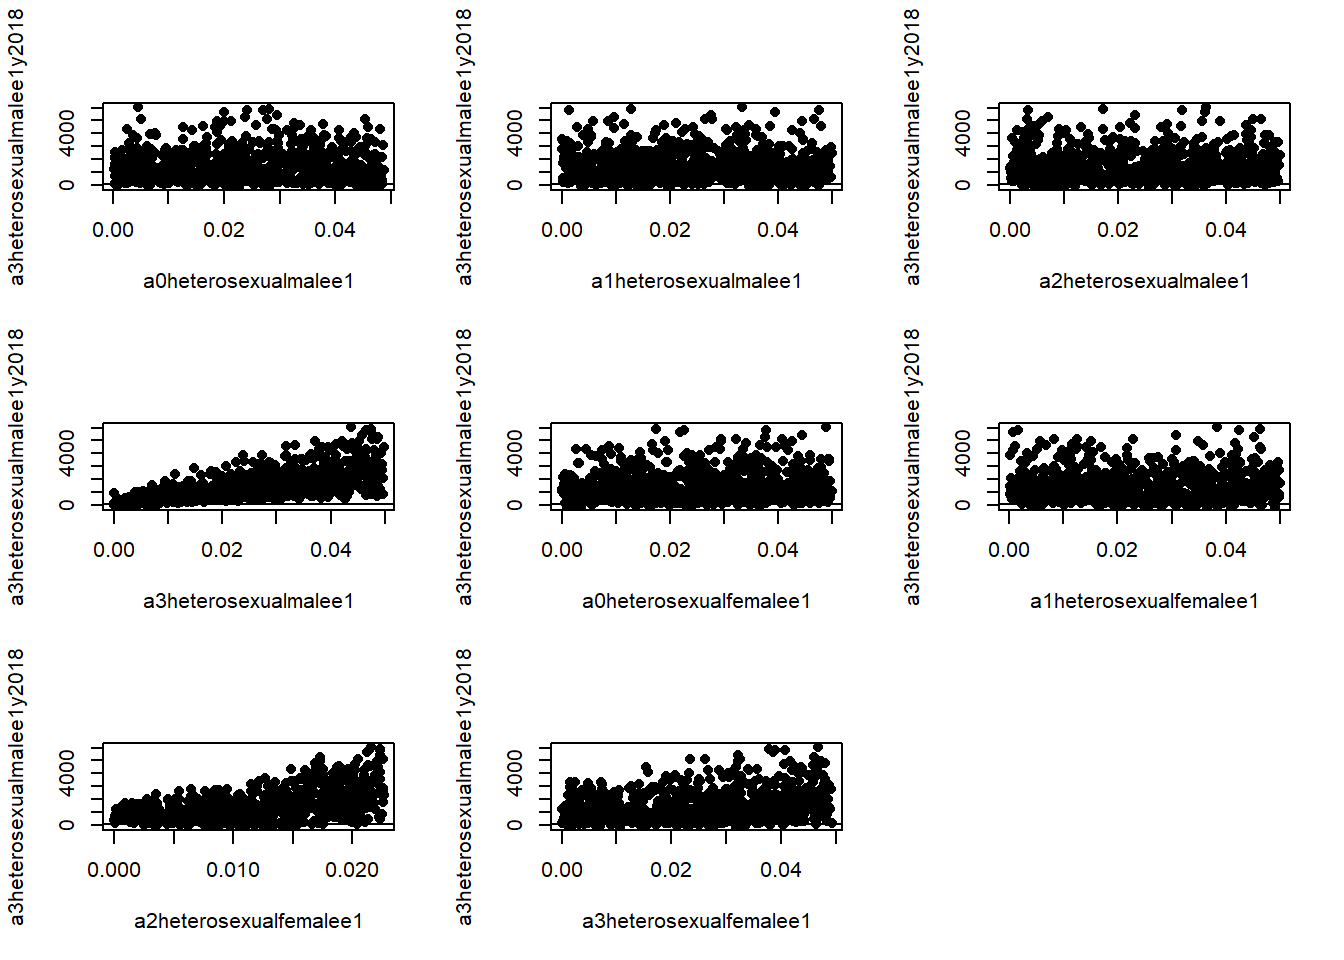 a3heterosexualmalee1y2018
4000
0
0.00 0.02 0.04
a0heterosexualmalee1
a3heterosexualmalee1y2018
4000
0
0.00 0.02 0.04
a1heterosexualmalee1
a3heterosexualmalee1y2018
4000
0
0.00 0.02 0.04
a2heterosexualmalee1
a3heterosexualmalee1y2018
4000
0
0.00 0.02 0.04
a3heterosexualmalee1
a3heterosexualmalee1y2018
4000
0
0.00 0.02 0.04
a0heterosexualfemalee1
a3heterosexualmalee1y2018
4000
0
0.00 0.02 0.04
a1heterosexualfemalee1
a3heterosexualmalee1y2018
4000
0
0.000 0.010 0.020
a2heterosexualfemalee1
a3heterosexualmalee1y2018
4000
0
0.00 0.02 0.04
a3heterosexualfemalee1